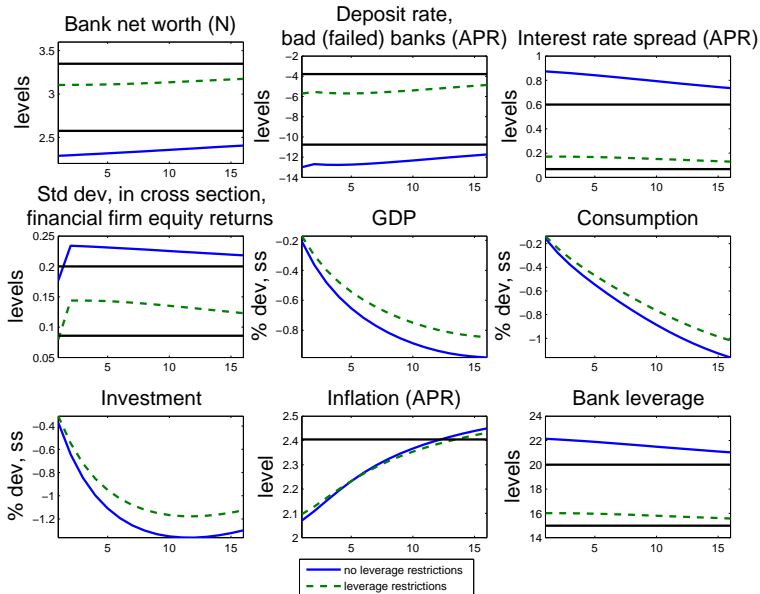 Bank net worth (N)
Deposit rate,
bad (failed) banks (APR)
Interest rate spread (APR)
levels
3.5
3
2.5
5 10 15
levels
−2
−4
−6
−8
−10
−12
−14
5 10 15
levels
1
0.8
0.6
0.4
0.2
0
5 10 15
Std dev, in cross section,
financial firm equity returns
GDP
Consumption
levels
0.25
0.2
0.15
0.1
0.05
5 10 15
% dev, ss
−0.2
−0.4
−0.6
−0.8
5 10 15
% dev, ss
−0.2
−0.4
−0.6
−0.8
−1
5 10 15
Investment
Inflation (APR)
Bank leverage
% dev, ss
−0.4
−0.6
−0.8
−1
−1.2
5 10 15
level
2.5
2.4
2.3
2.2
2.1
2
5 10 15
levels
24
22
20
18
16
14
5 10 15
no leverage restrictions
leverage restrictions